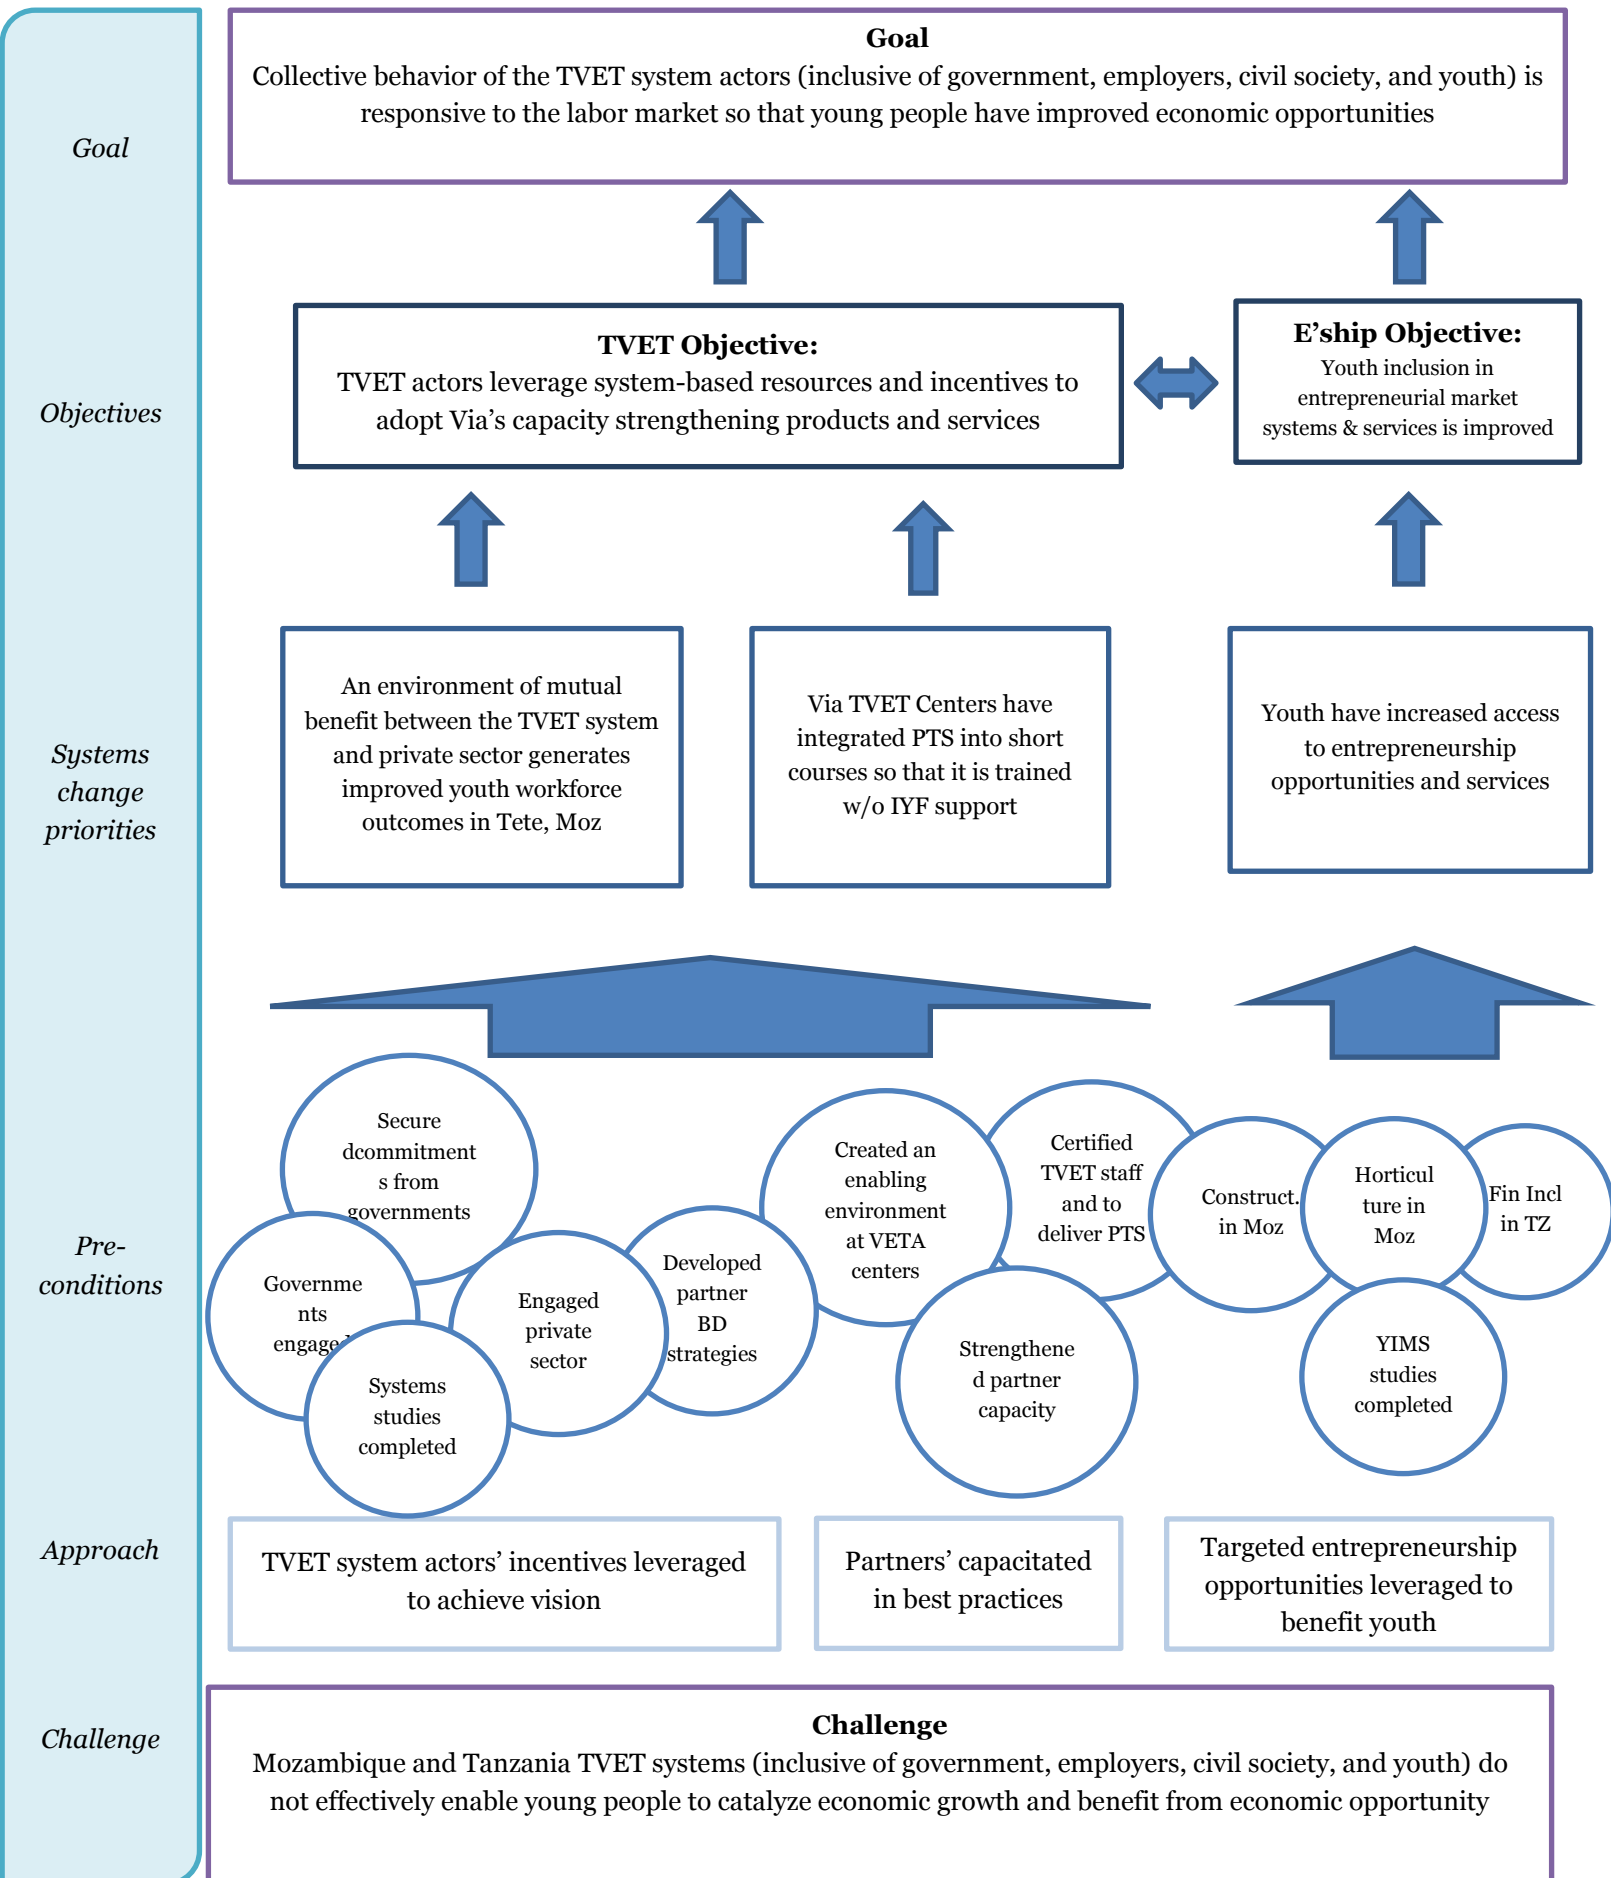 Goal
Goal
Collective behavior of the TVET system actors (inclusive of government, employers, civil society, and youth) is
responsive to the labor market so that young people have improved economic opportunities
Objectives
TVET Objective:
TVET actors leverage system-based resources and incentives to
adopt Via’s capacity strengthening products and services
E’ship Objective:
Youth inclusion in
entrepreneurial market
systems & services is improved
Systems
change
priorities
An environment of mutual
benefit between the TVET system
and private sector generates
improved youth workforce
outcomes in Tete, Moz
Via TVET Centers have
integrated PTS into short
courses so that it is trained
w/o IYF support
Youth have increased access
to entrepreneurship
opportunities and services
Pre-
conditions
Secure
dcommitment
s from
governments
Governme
nts
engaged
Systems
studies
completed
Engaged
private
sector
Developed
partner
BD
strategies
Created an
enabling
environment
at VETA
centers
Certified
TVET staff
and to
deliver PTS
Strengthene
d partner
capacity
Construct.
in Moz
Horticul
ture in
Moz
Fin Incl
in TZ
YIMS
studies
completed
Approach
TVET system actors’ incentives leveraged
to achieve vision
Partners’ capacitated
in best practices
Targeted entrepreneurship
opportunities leveraged to
benefit youth
Challenge
Challenge
Mozambique and Tanzania TVET systems (inclusive of government, employers, civil society, and youth) do
not effectively enable young people to catalyze economic growth and benefit from economic opportunity